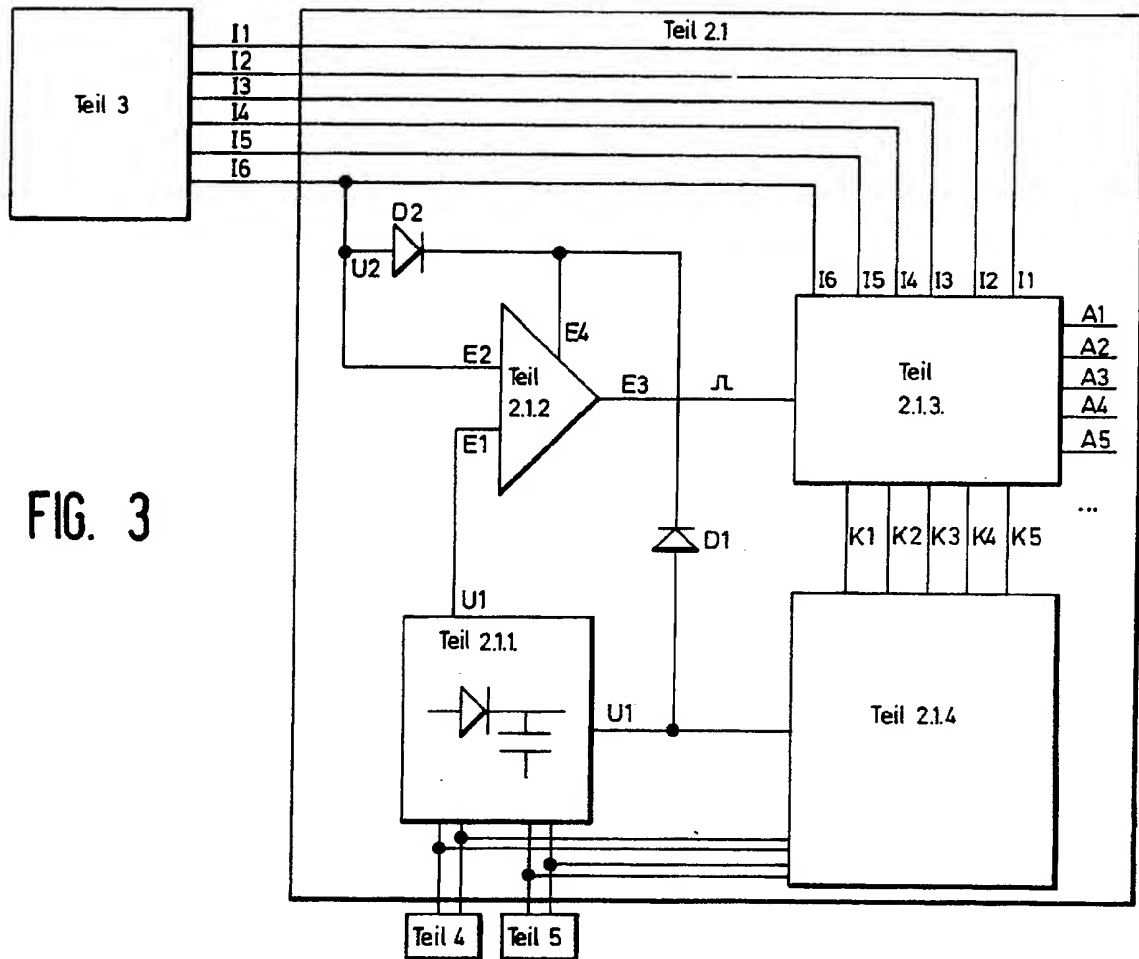 Teil 2.1
I1
I2
Teil 3
I3
I4
I5
I6
D2
U2
I6 I5 I4 I3 I2 I1
E4
E2
Teil
2.1.2
E3
Teil
2.1.3.
A1
A2
A3
A4
A5
...
E1
FIG. 3
D1
K1 K2 K3 K4 K5
U1
Teil 2.1.1.
U1
Teil 2.1.4
Teil 4
Teil 5